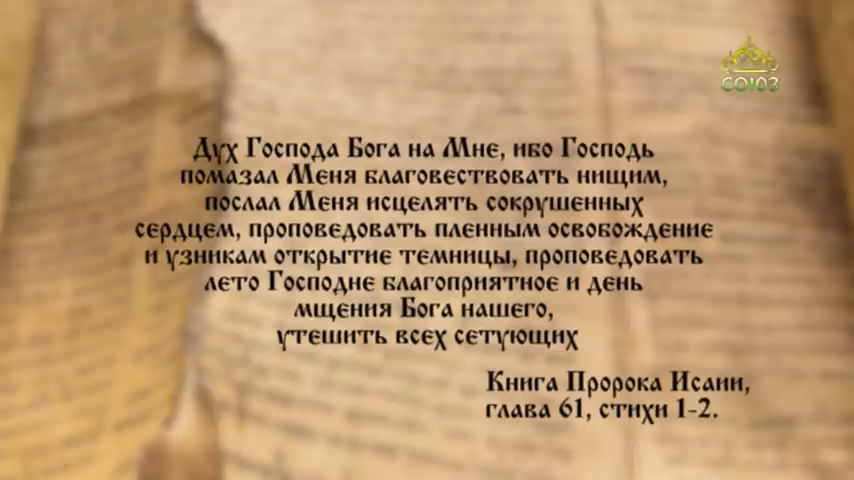 СОЮЗ
Дух Господа Бога на Мне, ибо Господь
помазал Меня благовествовать нищим,
послал Меня исцелять сокрушенных
сердцем, проповедовать пленным освобождение
и узникам открытие темницы, проповедовать
лето Господне благоприятное и день
мщения Бога нашего,
утешить всех сетующих
Книга Пророка Исаии,
глава 61, стихи 1-2.